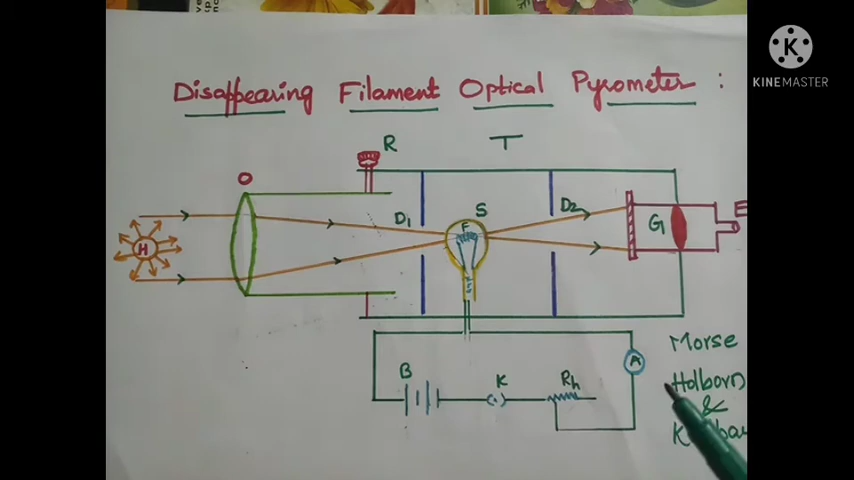 Disappearing Filament Optical Pyrometer :
K
KINEMASTER
R
T
O
D1
S
D2
E
F
G
H
Morse
B
K
Rh
A
Holborn
&